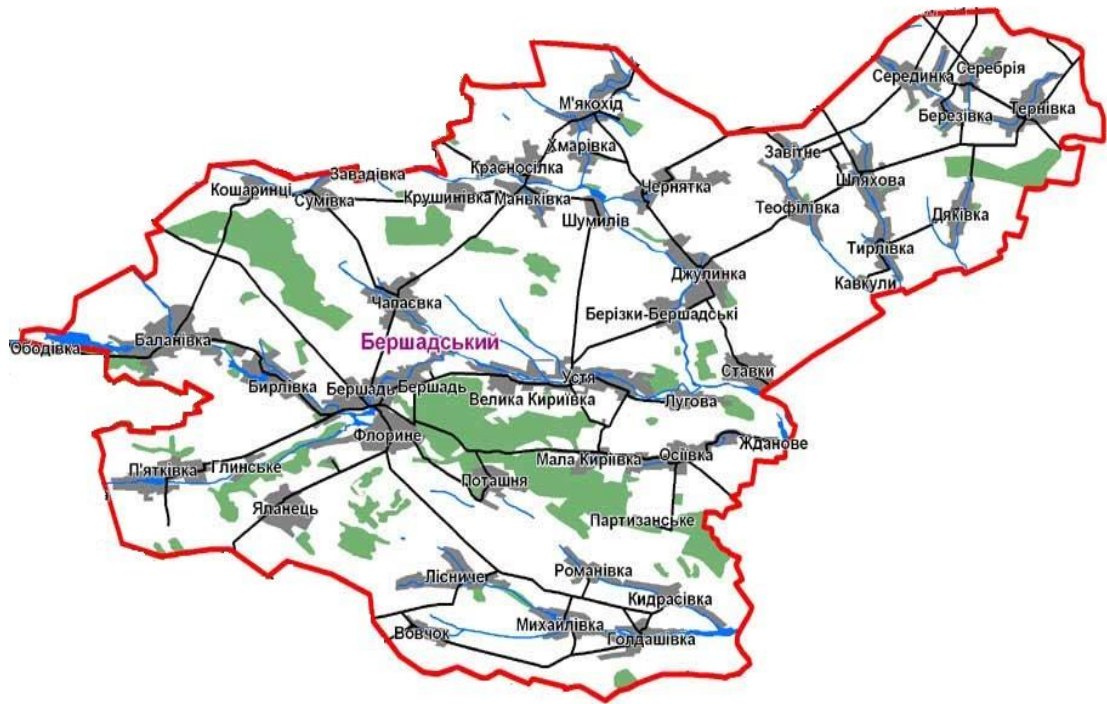 Серебрія
Серединка
Тернівка
Березівка
М'якохід
Хмарівка
Завітне
Красносілка
Завадівка
Шляхова
Чернятка
Кошаринці
Сумівка
Крушинівка
Маньківка
Теофілівка
Дяківка
Шумилів
Тирлівка
Джулинка
Кавкули
Чапаєвка
Берізки-Бершадські
Баланівка
Бершадський
Ободівка
Ставки
Бирлівка
Бершадь
Бершадь
Устя
Велика Киріївка
Лугова
Флорине
Жданове
Осіївка
Мала Киріївка
П'ятківка
Глинське
Поташня
Яланець
Партизанське
Лісниче
Романівка
Кидрасівка
Михайлівка
Вовчок
Голдашівка